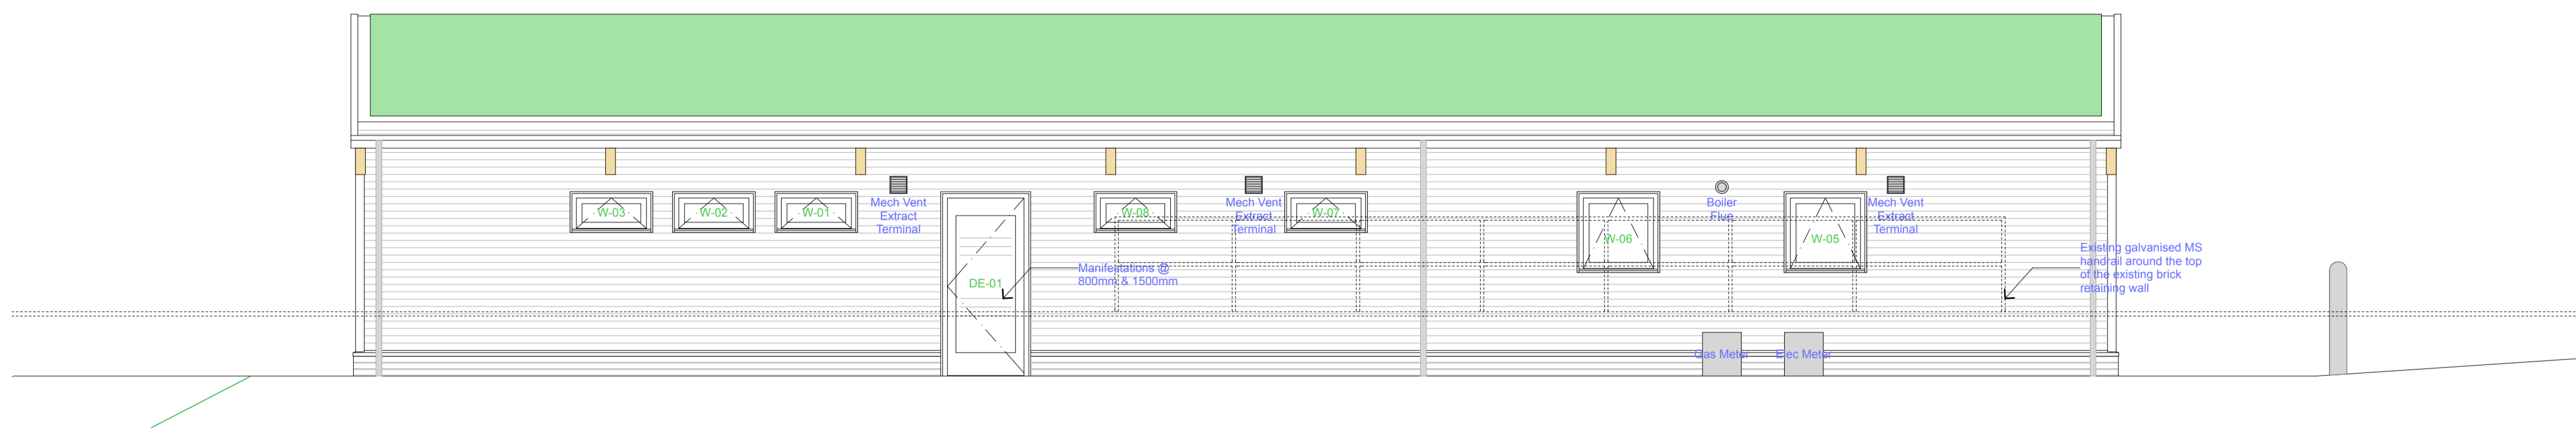 W-03
W-02
W-01
Mech Vent
Extract
Terminal
DE-01
Manifestations @
800mm & 1500mm
W-08
Mech Vent
Extract
Terminal
W-07
W-06
Boiler
Flue
W-05
Mech Vent
Extract
Terminal
Existing galvanised MS
handrail around the top
of the existing brick
retaining wall
Gas Meter
Elec Meter